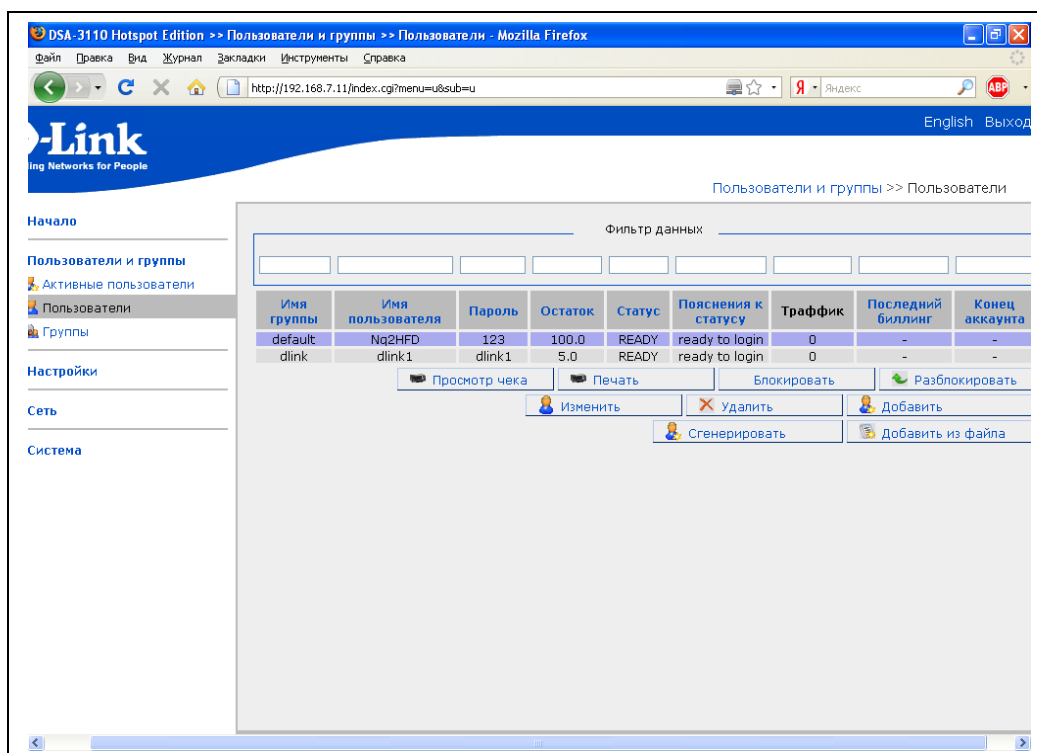 DSA-3110 Hotspot Edition >> Пользователи и группы >> Пользователи - Mozilla Firefox
Файл Правка Вид Журнал Закладки Инструменты Справка
http://192.168.7.11/index.cgi?menu=u&sub=u Я Яндекс ABP
English Выход
-Link
ing Networks for People
Пользователи и группы >> Пользователи
Начало
Пользователи и группы
Активные пользователи
Пользователи
Группы
Настройки
Сеть
Система
Фильтр данных
Имя группы Имя пользователя Пароль Остаток Статус Пояснения к статусу Траффик Последний биллинг Конец аккаунта
default Nq2HFD 123 100.0 READY ready to login 0 - -
dlink dlink1 dlink1 5.0 READY ready to login 0 - -
Просмотр чека Печать Блокировать Разблокировать
Изменить Удалить Добавить
Сгенерировать Добавить из файла